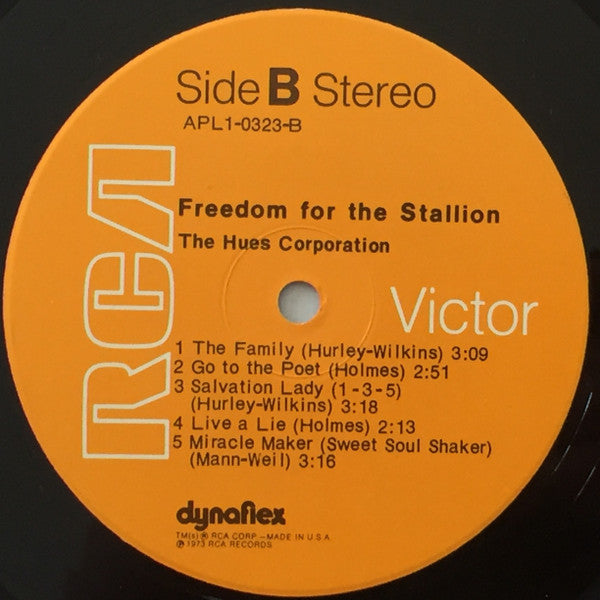 Side B Stereo
APL1-0323-B
RCA
Freedom for the Stallion
The Hues Corporation
Victor
1 The Family (Hurley-Wilkins) 3:09
2 Go to the Poet (Holmes) 2:51
3 Salvation Lady (1-3-5)
(Hurley-Wilkins) 3:18
4 Live a Lie (Holmes) 2:13
5 Miracle Maker (Sweet Soul Shaker)
(Mann-Weil) 3:16
dynaflex
TM(s) ® RCA CORP –MADE IN U.S.A.
℗ 1973 RCA RECORDS